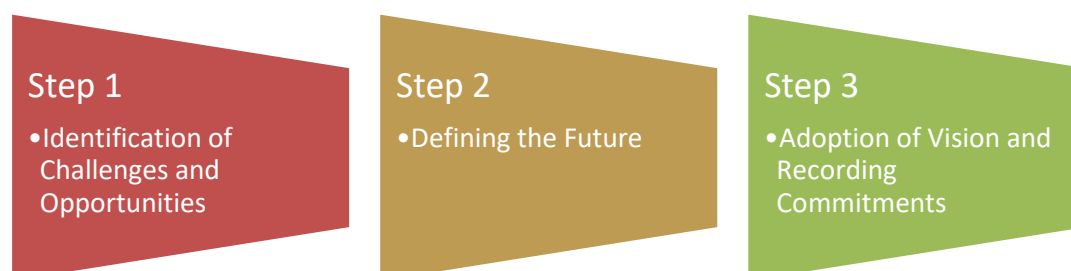 Step 1
•Identification of
Challenges and
Opportunities
Step 2
•Defining the Future
Step 3
•Adoption of Vision and
Recording
Commitments